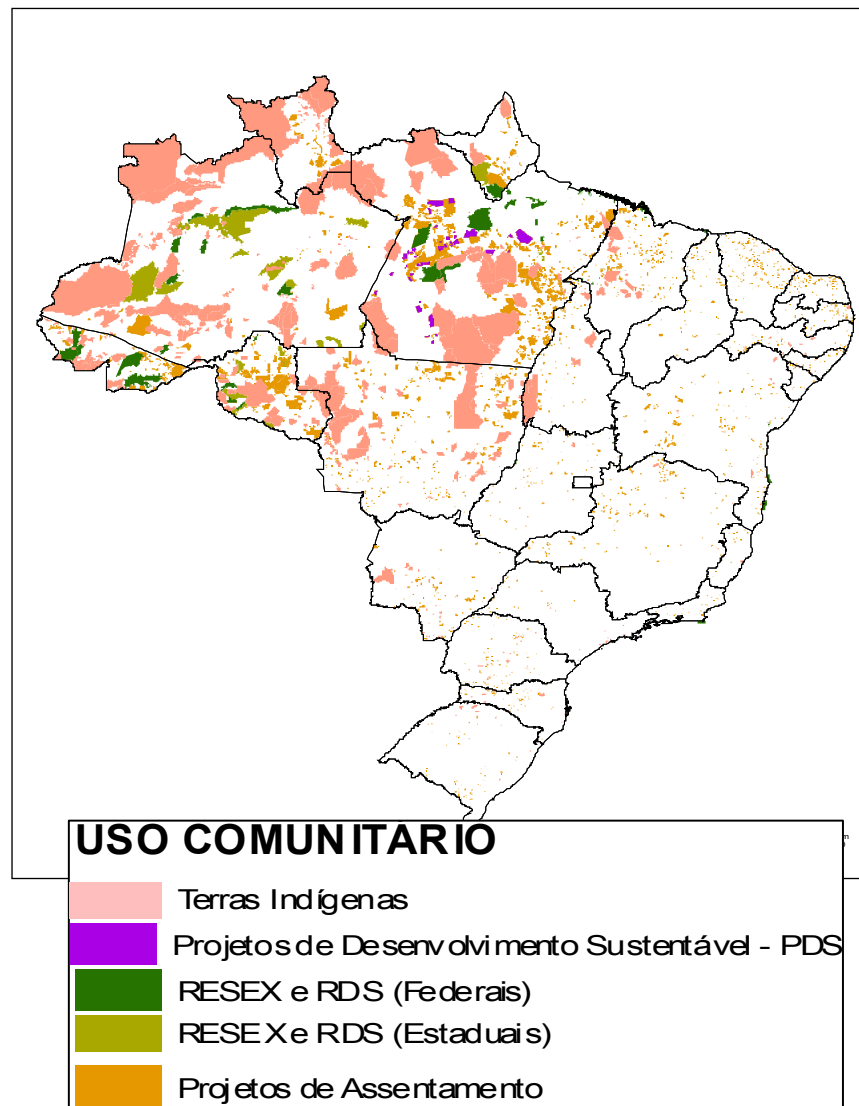 USO COMUNITARIO
Terras Indígenas
Projetos de Desenvolvimento Sustentável - PDS
RESEX e RDS (Federais)
RESEX e RDS (Estaduais)
Projetos de Assentamento